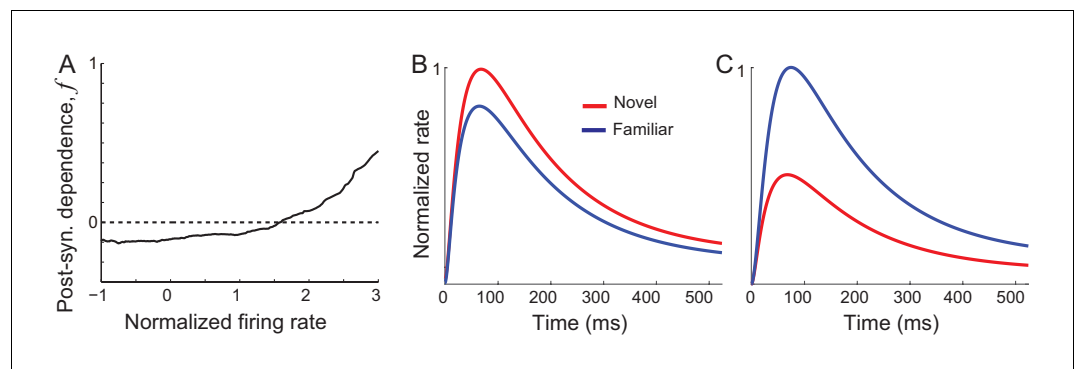 A
1
0
Post-syn. dependence, f
−1
0
1
2
3
Normalized firing rate
B
1
Normalized rate
Novel
Familiar
0
100
200
300
400
500
Time (ms)
C
1
0
100
200
300
400
500
Time (ms)